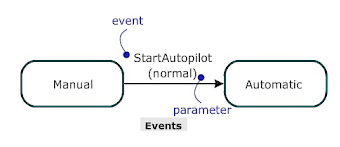 event
StartAutopilot
(normal)
Manual
Automatic
parameter
Events